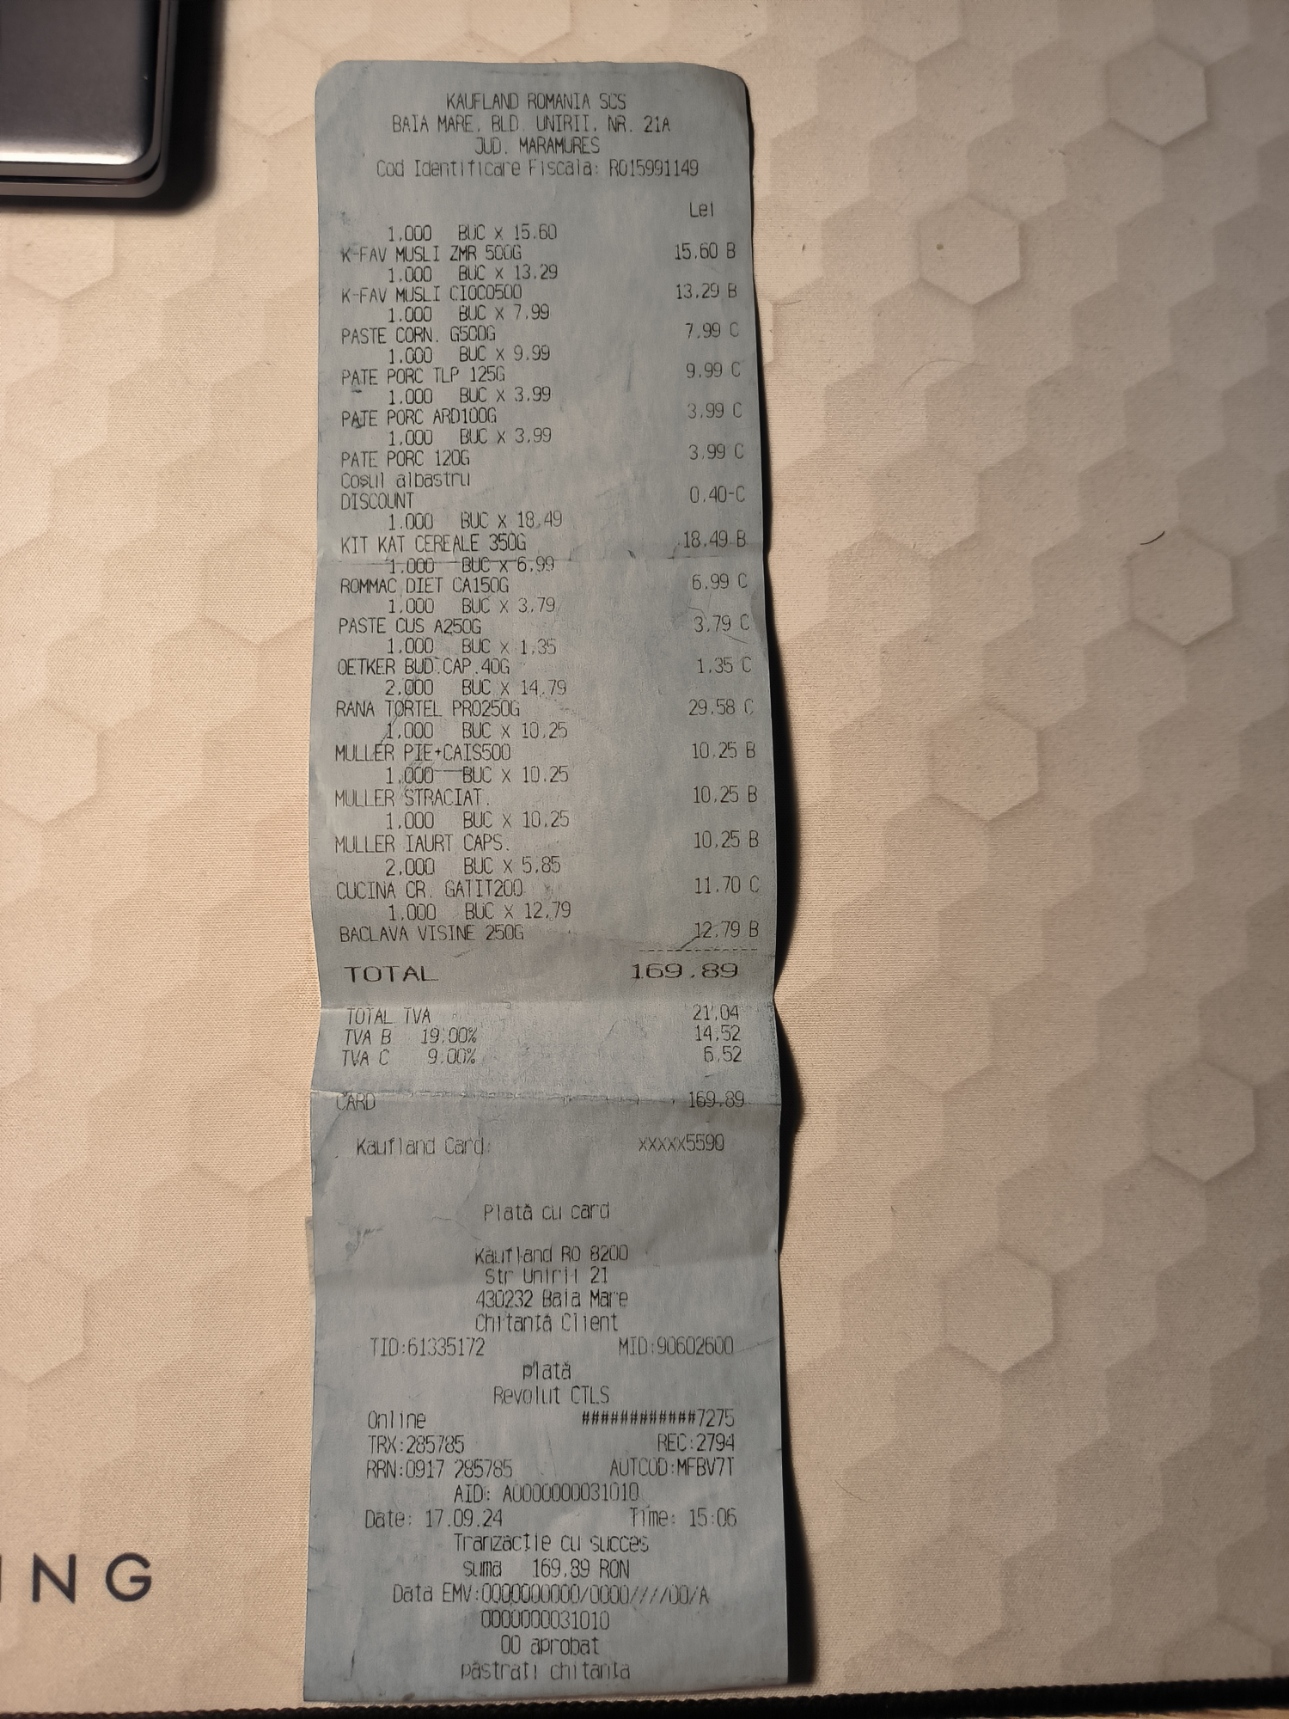 KAUFLAND ROMANIA SCS
BAIA MARE, BLD. UNIRII, NR. 21A
JUD. MARAMURES
Cod Identificare Fiscala: RO15991149
Lei
1.000 BUC X 15.60
K-FAV MUSLI ZMR 500G 15.60 B
1.000 BUC X 13.29
K-FAV MUSLI CIOCO500 13.29 B
1.000 BUC X 7.99
PASTE CORN. G500G 7.99 C
1.000 BUC X 9.99
PATE PORC TLP 125G 9.99 C
1.000 BUC X 3.99
PATE PORC ARD100G 3.99 C
1.000 BUC X 3.99
PATE PORC 120G 3.99 C
Cosul albastru
DISCOUNT 0.40-C
1.000 BUC X 18.49
KIT KAT CEREALE 350G 18.49 B
1.000 BUC X 6.99
ROMMAC DIET CA150G 6.99 C
1.000 BUC X 3.79
PASTE CUS A250G 3.79 C
1.000 BUC X 1.35
OETKER BUD.CAP.40G 1.35 C
2.000 BUC X 14.79
RANA TORTEL PRO250G 29.58 C
1.000 BUC X 10.25
MULLER PIE+CAIS500 10.25 B
1.000 BUC X 10.25
MULLER STRACIAT. 10.25 B
1.000 BUC X 10.25
MULLER IAURT CAPS. 10.25 B
2.000 BUC X 5.85
CUCINA CR. GATIT200 11.70 C
1.000 BUC X 12.79
BACLAVA VISINE 250G 12.79 B
TOTAL 169.89
TOTAL TVA 21.04
TVA B 19.00% 14.52
TVA C 9.00% 6.52
CARD 169.89
Kaufland Card: xxxxx5590
Plată cu card
Kaufland RO 8200
Str Unirii 21
430232 Baia Mare
Chitanță Client
TID:61335172 MID:90602600
plată
Revolut CTLS
Online ############7275
TRX:285785 REC:2794
RRN:0917 285785 AUTCOD:MFBV7T
AID: A0000000031010
Date: 17.09.24 Time: 15:06
Tranzacție cu succes
suma 169.89 RON
Data EMV:0000000000/0000////00/A
0000000031010
00 aprobat
păstrați chitanta
NG